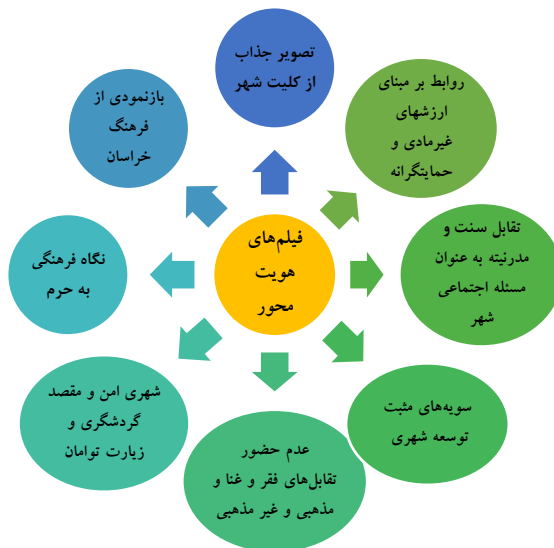 فیلم‌های
هویت
محور
تصویر جذاب
از کلیت شهر
روابط بر مبنای
ارزشهای
غیرمادی و
حمایتگرانه
تقابل سنت و
مدرنیته به عنوان
مسئله اجتماعی
شهر
سویه‌های مثبت
توسعه شهری
عدم حضور
تقابل‌های فقر و غنا و
مذهبی و غیر مذهبی
شهری امن و مقصد
گردشگری و
زیارت توامان
نگاه فرهنگی
به حرم
بازنمودی از
فرهنگ
خراسان